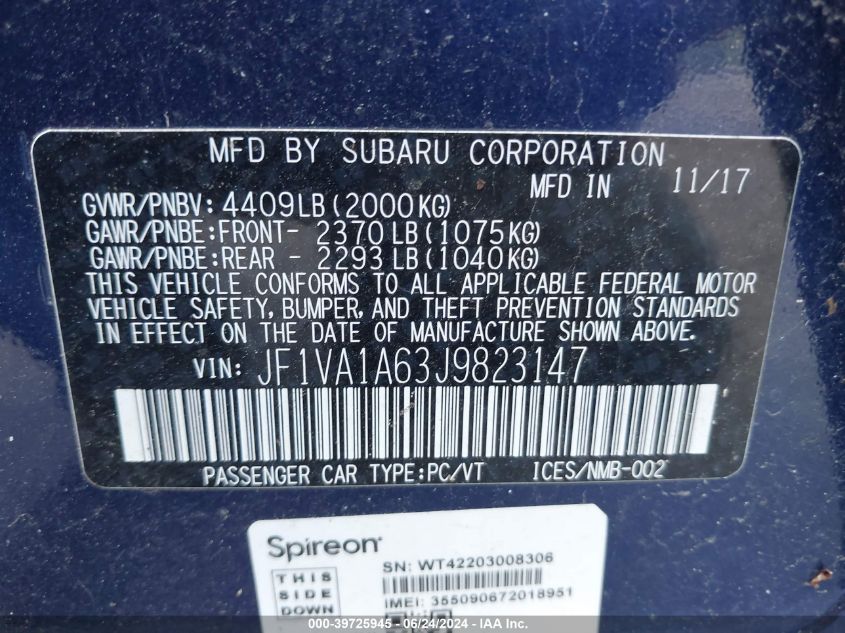 MFD BY SUBARU CORPORATION
MFD IN 11/17
GVWR/PNBV: 4409LB (2000KG)
GAWR/PNBE:FRONT- 2370 LB (1075KG)
GAWR/PNBE:REAR - 2293 LB (1040KG)
THIS VEHICLE CONFORMS TO ALL APPLICABLE FEDERAL MOTOR
VEHICLE SAFETY, BUMPER, AND THEFT PREVENTION STANDARDS
IN EFFECT ON THE DATE OF MANUFACTURE SHOWN ABOVE.
VIN: JF1VA1A63J9823147
PASSENGER CAR TYPE:PC/VT ICES/NMB-002
Spireon
SN: WT42203008306
THIS
SIDE
DOWN
IMEI: 355090672018951
000-39725945 - 06/24/2024 - IAA, Inc.